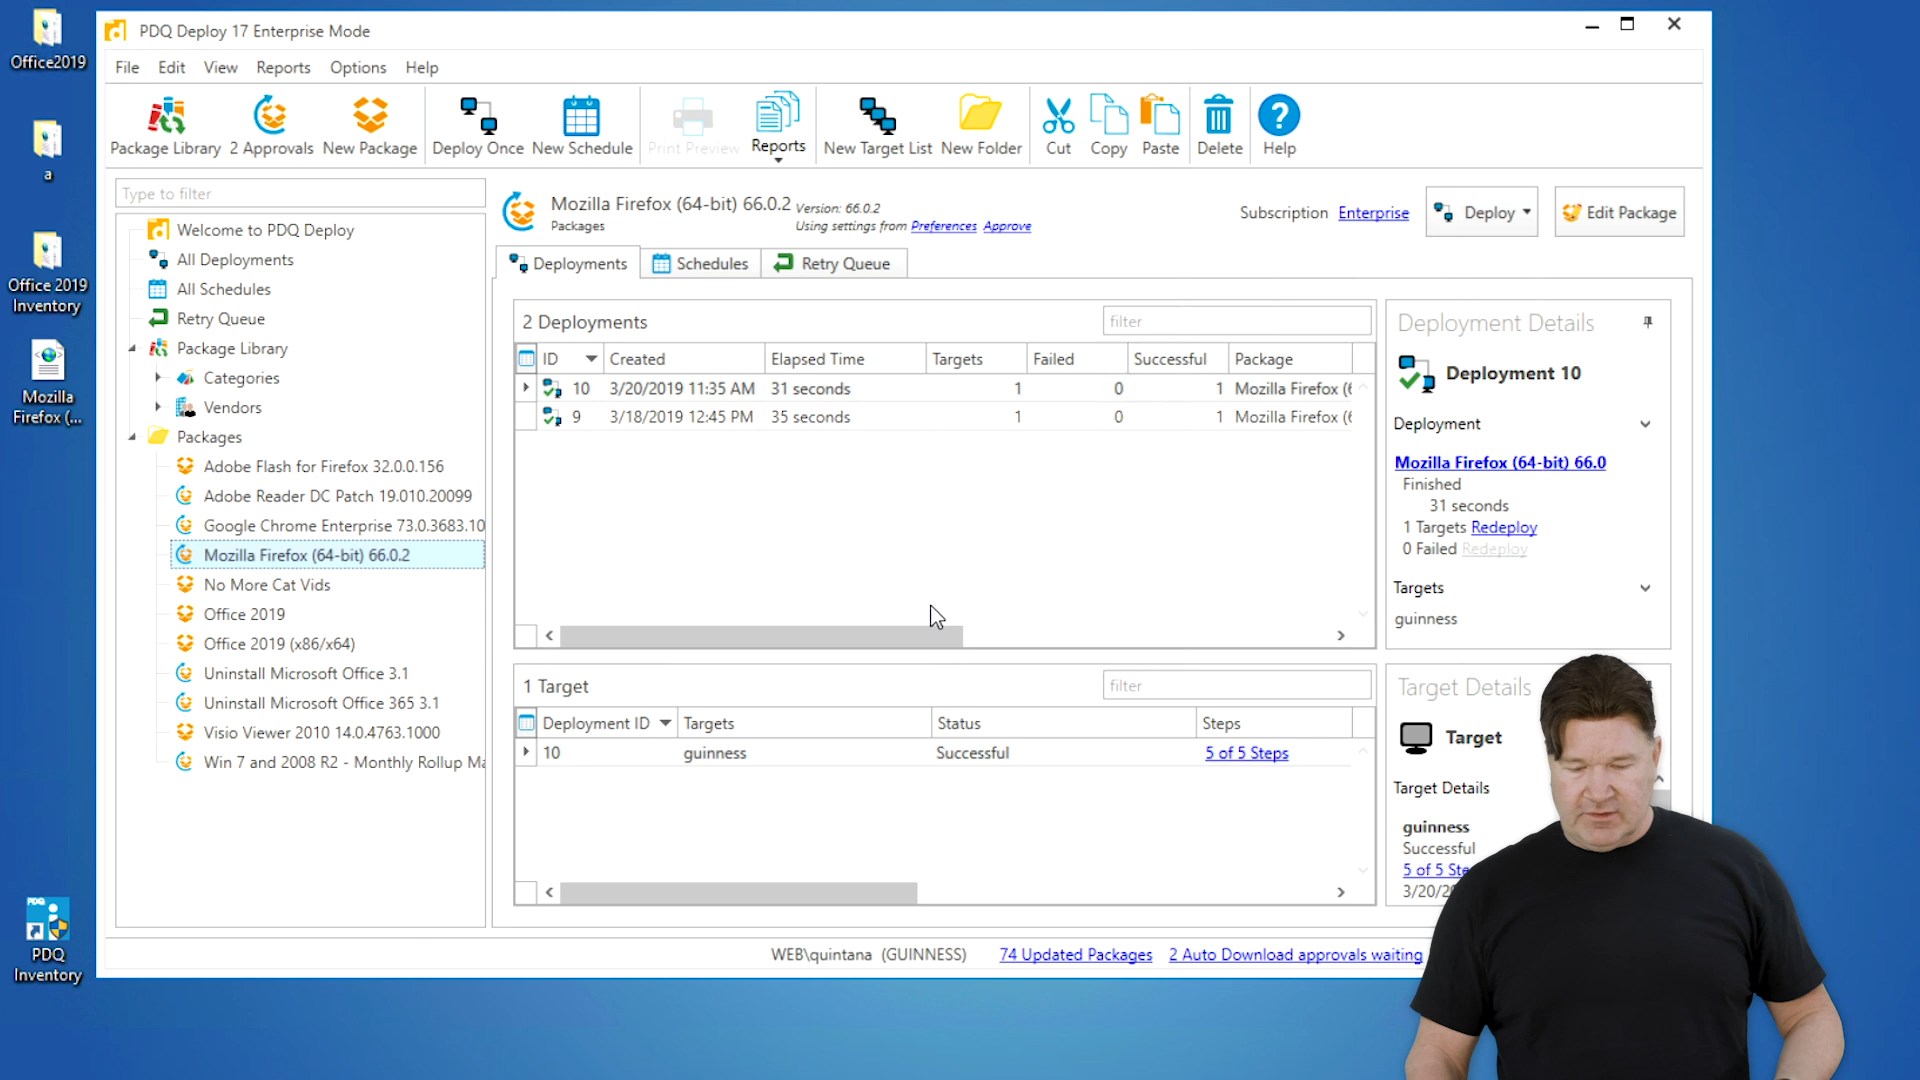 Office2019
a
Office 2019
Inventory
Mozilla
Firefox (...
PDQ
PDQ
Inventory
PDQ Deploy 17 Enterprise Mode
File Edit View Reports Options Help
Package Library 2 Approvals New Package Deploy Once New Schedule Print Preview Reports New Target List New Folder Cut Copy Paste Delete Help
Type to filter
Welcome to PDQ Deploy
All Deployments
All Schedules
Retry Queue
Package Library
Categories
Vendors
Packages
Adobe Flash for Firefox 32.0.0.156
Adobe Reader DC Patch 19.010.20099
Google Chrome Enterprise 73.0.3683.10
Mozilla Firefox (64-bit) 66.0.2
No More Cat Vids
Office 2019
Office 2019 (x86/x64)
Uninstall Microsoft Office 3.1
Uninstall Microsoft Office 365 3.1
Visio Viewer 2010 14.0.4763.1000
Win 7 and 2008 R2 - Monthly Rollup Ma
Mozilla Firefox (64-bit) 66.0.2 Version: 66.0.2
Packages Using settings from Preferences Approve
Subscription Enterprise Deploy Edit Package
Deployments Schedules Retry Queue
2 Deployments filter
ID Created Elapsed Time Targets Failed Successful Package
10 3/20/2019 11:35 AM 31 seconds 1 0 1 Mozilla Firefox (6
9 3/18/2019 12:45 PM 35 seconds 1 0 1 Mozilla Firefox (6
1 Target filter
Deployment ID Targets Status Steps
10 guinness Successful 5 of 5 Steps
Deployment Details
Deployment 10
Deployment
Mozilla Firefox (64-bit) 66.0
Finished
31 seconds
1 Targets Redeploy
0 Failed Redeploy
Targets
guinness
Target Details
Target
Target Details
guinness
Successful
5 of 5 Ste
3/20/20
WEB\quintana (GUINNESS) 74 Updated Packages 2 Auto Download approvals waiting